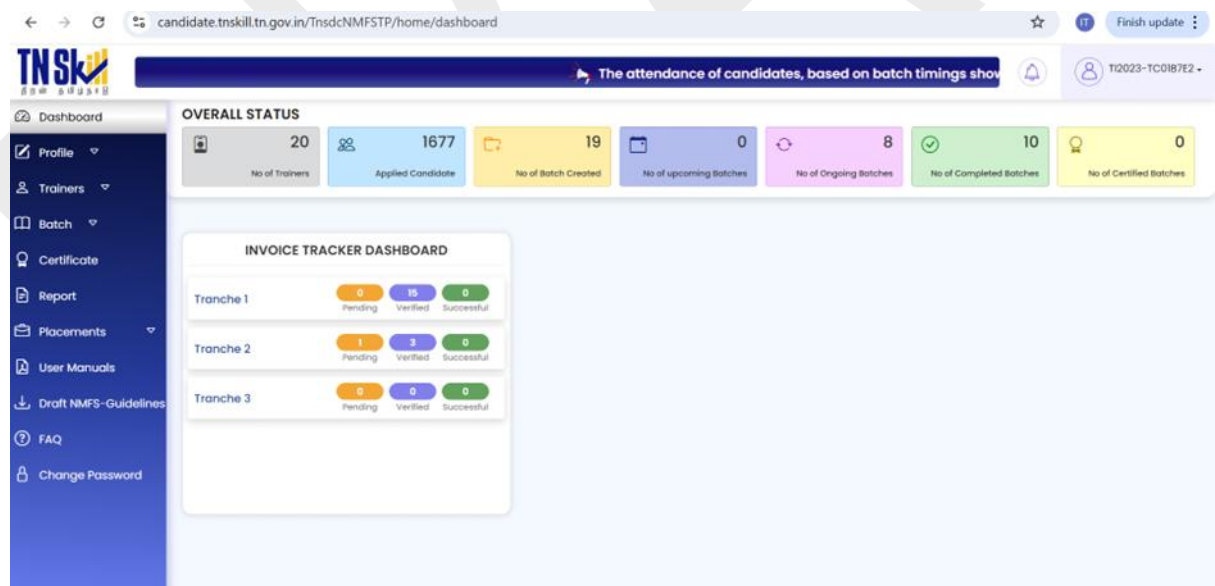 candidate.tnskill.tn.gov.in/TnsdcNMFSTP/home/dashboard
IT
Finish update
TN Skill
The attendance of candidates, based on batch timings show
TI2023-TC0187E2
Dashboard
Profile
Trainers
Batch
Certificate
Report
Placements
User Manuals
Draft NMFS-Guidelines
FAQ
Change Password
OVERALL STATUS
20
No of Trainers
1677
Applied Candidate
19
No of Batch Created
0
No of upcoming Batches
8
No of Ongoing Batches
10
No of Completed Batches
0
No of Certified Batches
INVOICE TRACKER DASHBOARD
Tranche 1
0 15 0
Pending Verified Successful
Tranche 2
1 3 0
Pending Verified Successful
Tranche 3
0 0 0
Pending Verified Successful